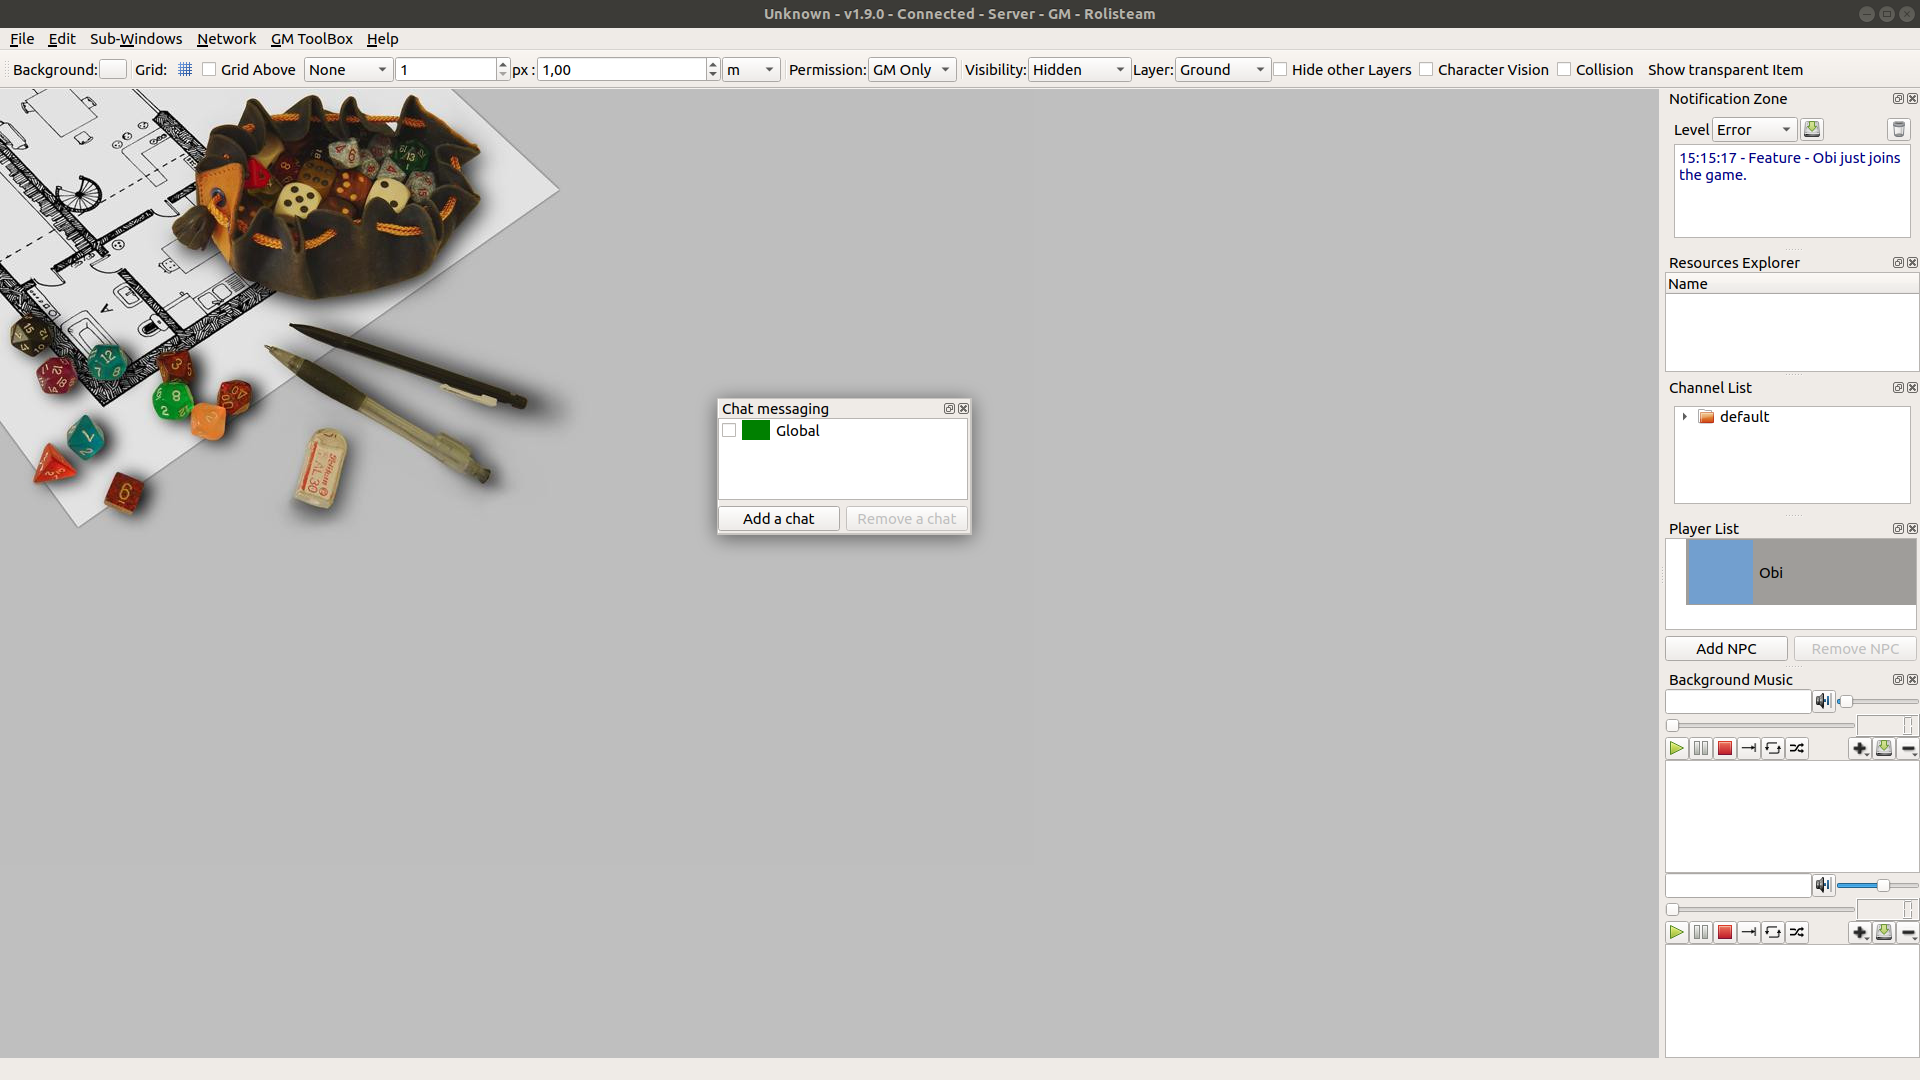 Unknown - v1.9.0 - Connected - Server - GM - Rolisteam
File Edit Sub-Windows Network GM ToolBox Help
Background: Grid: Grid Above None 1 px : 1,00 m Permission: GM Only Visibility: Hidden Layer: Ground Hide other Layers Character Vision Collision Show transparent Item
Notification Zone
Level Error
15:15:17 - Feature - Obi just joins
the game.
Resources Explorer
Name
Channel List
default
Chat messaging
Global
Add a chat Remove a chat
Player List
Obi
Add NPC Remove NPC
Background Music